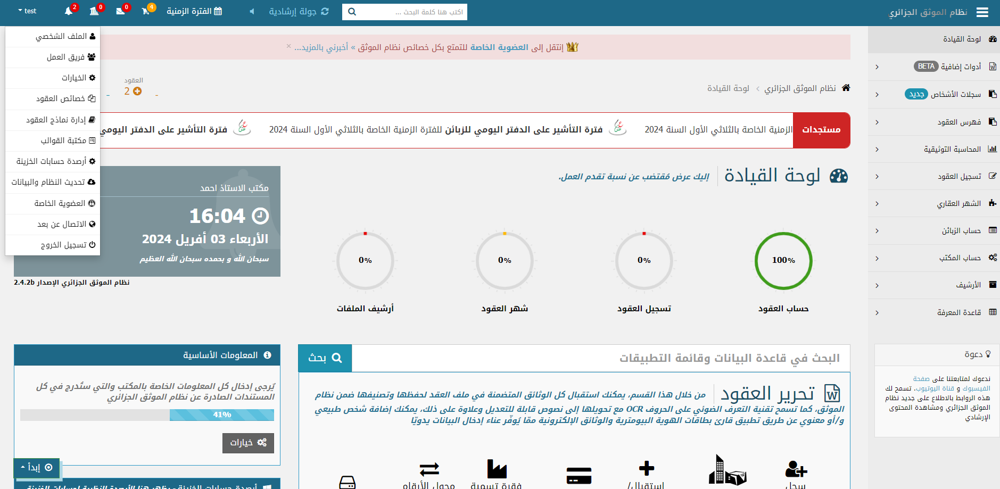 نظام الموثق الجزائري
اكتب هنا كلمة البحث ...
جولة إرشادية
الفترة الزمنية
4
0
0
2
test
الملف الشخصي
فريق العمل
الخيارات
خصائص العقود
إدارة نماذج العقود
مكتبة القوالب
أرصدة حسابات الخزينة
تحديث النظام والبيانات
العضوية الخاصة
الاتصال عن بعد
تسجيل الخروج
لوحة القيادة
أدوات إضافية BETA
سجلات الأشخاص جديد
فهرس العقود
المحاسبة التوثيقية
تسجيل العقود
الشهر العقاري
حساب الزبائن
حساب المكتب
الأرشيف
قاعدة المعرفة
دعوة
ندعوك لمتابعتنا على صفحة
الفيسبوك و قناة اليوتيوب. تسمح لك
هذه الروابط بالاطلاع على جديد نظام
الموثق الجزائري ومشاهدة المحتوى
الإرشادي
إنتقل إلى العضوية الخاصة للتمتع بكل خصائص نظام الموثق » أخبرني بالمزيد... ×
نظام الموثق الجزائري
لوحة القيادة
العقود
2
مستجدات
الزمنية الخاصة بالثلاثي الأول السنة 2024
فترة التأشير على الدفتر اليومي للزبائن للفترة الزمنية الخاصة بالثلاثي الأول السنة 2024
فترة التأشير على الدفتر اليومي
لوحة القيادة
إليك عرض مُقتضب عن نسبة تقدم العمل.
100%
0%
0%
0%
حساب العقود
تسجيل العقود
شهر العقود
أرشيف الملفات
مكتب الاستاذ احمد
16:04
الأربعاء 03 أفريل 2024
سبحان الله و بحمده سبحان الله العظيم
نظام الموثق الجزائري الإصدار 2.4.2b
البحث في قاعدة البيانات وقائمة التطبيقات
بحث
تحرير العقود
من خلال هذا القسم، يمكنك استقبال كل الوثائق المتضمنة في ملف العقد لحفظها وتصنيفها ضمن نظام
الموثق، كما تسمح تقنية التعرف الضوئي على الحروف OCR مع تحويلها إلى نصوص قابلة للتعديل وعلاوة على ذلك، يمكنك إضافة شخص طبيعي
و/أو معنوي عن طريق تطبيق قارئ بطاقات الهوية البيومترية والوثائق الإلكترونية ممّا يُوفّر عناء إدخال البيانات يدويّا
سجل
استقبال/
فقرة تسمية
محول الأرقام
المعلومات الأساسية
يُرجى إدخال كل المعلومات الخاصة بالمكتب والتي ستُدرج في كل
المستندات الصادرة عن نظام الموثق الجزائري
41%
خيارات
إبدأ
أرصدة حسابات الخزينة - يظهر هنا الأرصدة النظرية لحسابات الخزينة